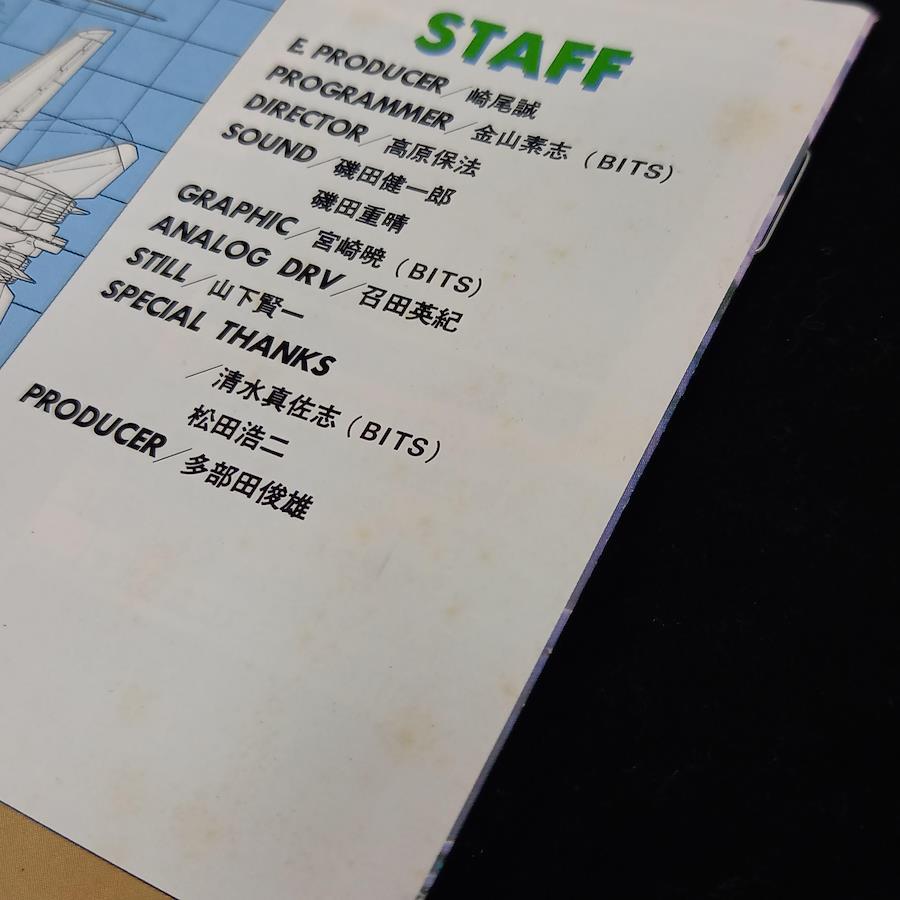 STAFF
E. PRODUCER／崎尾誠
PROGRAMMER／金山素志（BITS）
DIRECTOR／高原保法
SOUND／磯田健一郎
磯田重晴
GRAPHIC／宮崎暁（BITS）
ANALOG DRV／召田英紀
STILL／山下賢一
SPECIAL THANKS
／清水真佐志（BITS）
松田浩二
PRODUCER／多部田俊雄